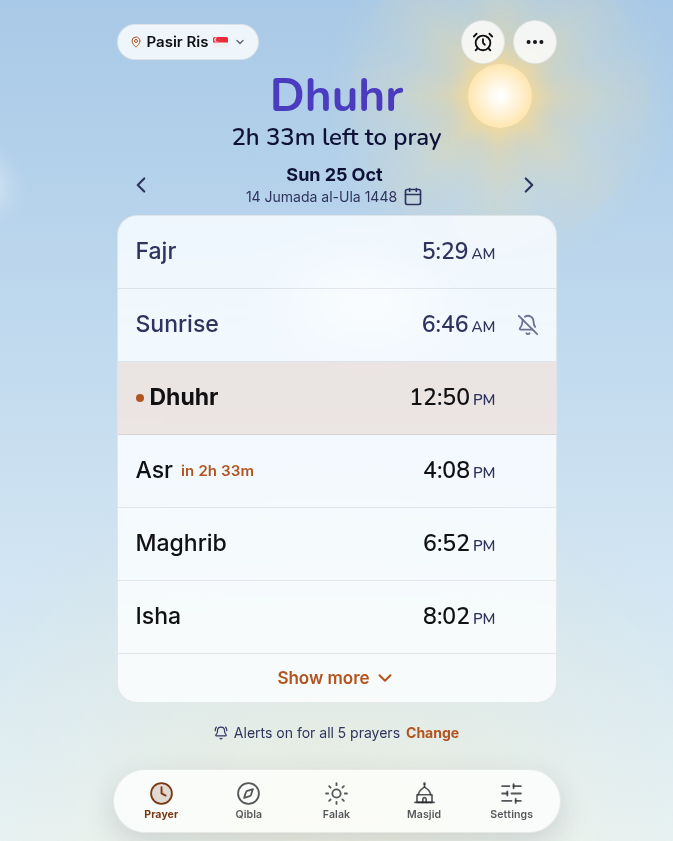 Pasir Ris
Dhuhr
2h 33m left to pray
Sun 25 Oct
14 Jumada al-Ula 1448
Fajr 5:29 AM
Sunrise 6:46 AM
Dhuhr 12:50 PM
Asr in 2h 33m 4:08 PM
Maghrib 6:52 PM
Isha 8:02 PM
Show more
Alerts on for all 5 prayers Change
Prayer Qibla Falak Masjid Settings